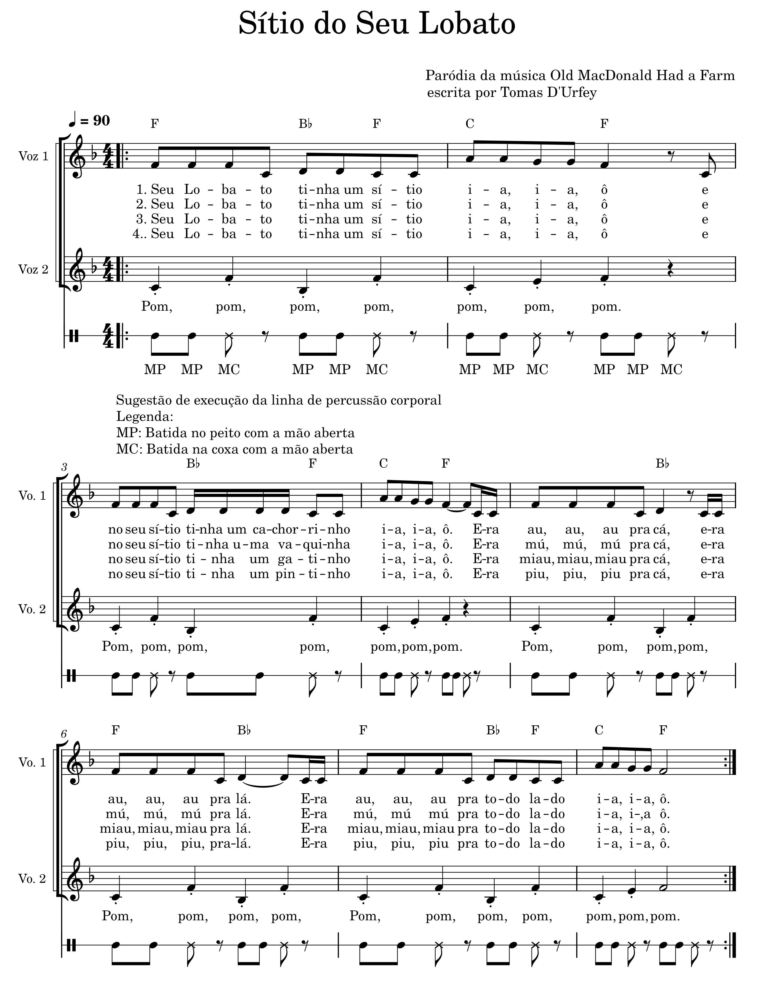 Sítio do Seu Lobato
Paródia da música Old MacDonald Had a Farm
escrita por Tomas D'Urfey
= 90
F B♭ F C F
Voz 1
1. Seu Lo - ba - to ti - nha um sí - tio i - a, i - a, ô e
2. Seu Lo - ba - to ti - nha um sí - tio i - a, i - a, ô e
3. Seu Lo - ba - to ti - nha um sí - tio i - a, i - a, ô e
4.. Seu Lo - ba - to ti - nha um sí - tio i - a, i - a, ô e
Voz 2
Pom, pom, pom, pom, pom, pom, pom.
MP MP MC MP MP MC MP MP MC MP MP MC
Sugestão de execução da linha de percussão corporal
Legenda:
MP: Batida no peito com a mão aberta
MC: Batida na coxa com a mão aberta
3 B♭ F C F B♭
Vo. 1
no seu sí - tio ti - nha um ca - chor - ri - nho i - a, i - a, ô. E - ra au, au, au pra cá, e - ra
no seu sí - tio ti - nha u - ma va - qui - nha i - a, i - a, ô. E - ra mú, mú, mú pra cá, e - ra
no seu sí - tio ti - nha um ga - ti - nho i - a, i - a, ô. E - ra miau, miau, miau pra cá, e - ra
no seu sí - tio ti - nha um pin - ti - nho i - a, i - a, ô. E - ra piu, piu, piu pra cá, e - ra
Vo. 2
Pom, pom, pom, pom, pom, pom, pom. Pom, pom, pom, pom,
6 F B♭ F B♭ F C F
Vo. 1
au, au, au pra lá. E - ra au, au, au pra to - do la - do i - a, i - a, ô.
mú, mú, mú pra lá. E - ra mú, mú mú pra to - do la - do i - a, i - ,a ô.
miau, miau, miau pra lá. E - ra miau, miau, miau pra to - do la - do i - a, i - a, ô.
piu, piu, piu, pra - lá. E - ra piu, piu, piu pra to - do la - do i - a, i - a, ô.
Vo. 2
Pom, pom, pom, pom, Pom, pom, pom, pom, pom, pom, pom.